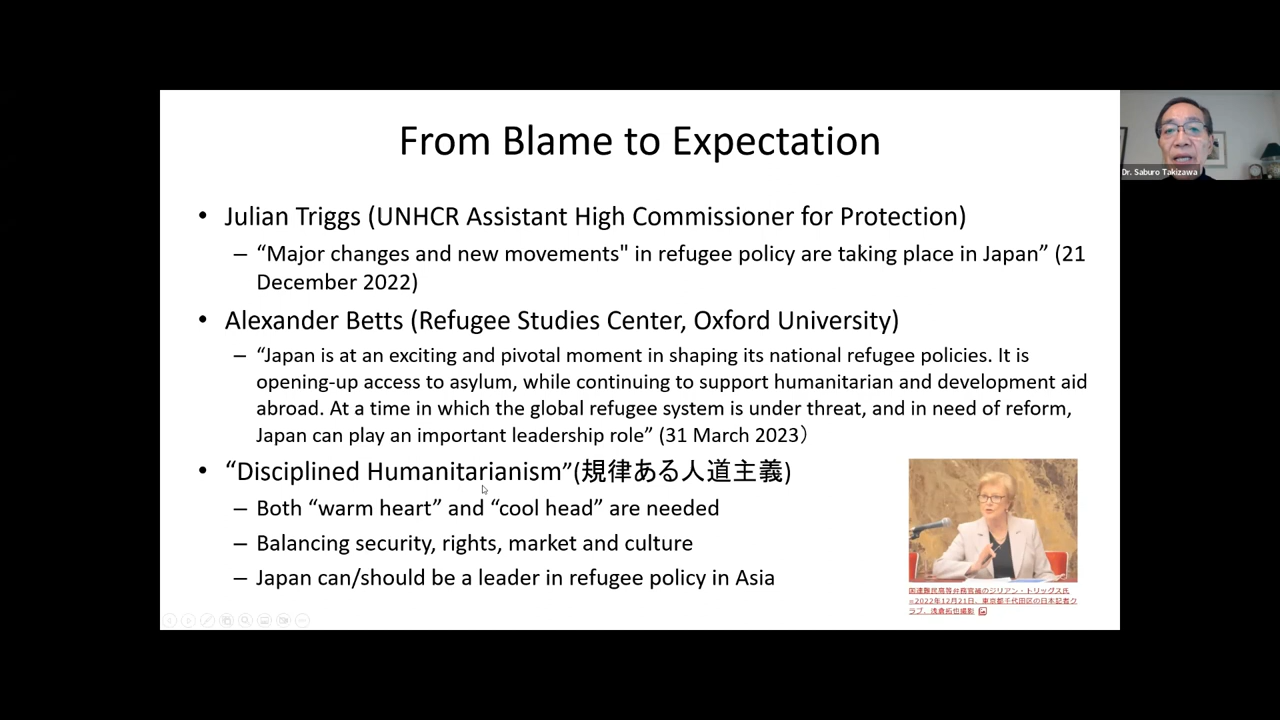 From Blame to Expectation
• Julian Triggs (UNHCR Assistant High Commissioner for Protection)
– “Major changes and new movements" in refugee policy are taking place in Japan” (21
December 2022)
• Alexander Betts (Refugee Studies Center, Oxford University)
– “Japan is at an exciting and pivotal moment in shaping its national refugee policies. It is
opening-up access to asylum, while continuing to support humanitarian and development aid
abroad. At a time in which the global refugee system is under threat, and in need of reform,
Japan can play an important leadership role” (31 March 2023）
• “Disciplined Humanitarianism”(規律ある人道主義)
– Both “warm heart” and “cool head” are needed
– Balancing security, rights, market and culture
– Japan can/should be a leader in refugee policy in Asia
国連難民高等弁務官補のジリアン・トリッグス氏
=2022年12月21日、東京都千代田区の日本記者ク
ラブ、浅倉拓也撮影
Dr. Saburo Takizawa